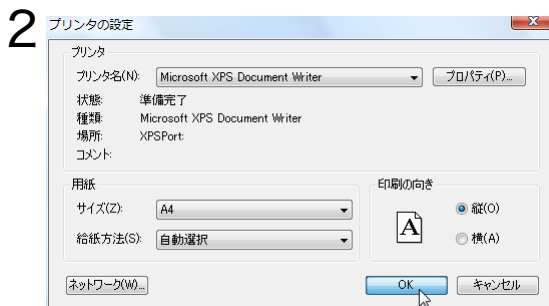 2
プリンタの設定
プリンタ
プリンタ名(N): Microsoft XPS Document Writer プロパティ(P)...
状態: 準備完了
種類: Microsoft XPS Document Writer
場所: XPSPort:
コメント:
用紙
サイズ(Z): A4
給紙方法(S): 自動選択
印刷の向き
A
縦(O)
横(A)
ネットワーク(W)... OK キャンセル